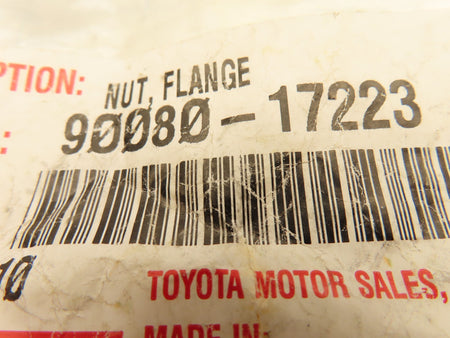 PTION: NUT, FLANGE
: 90080-17223
10 TOYOTA MOTOR SALES,
MADE IN: